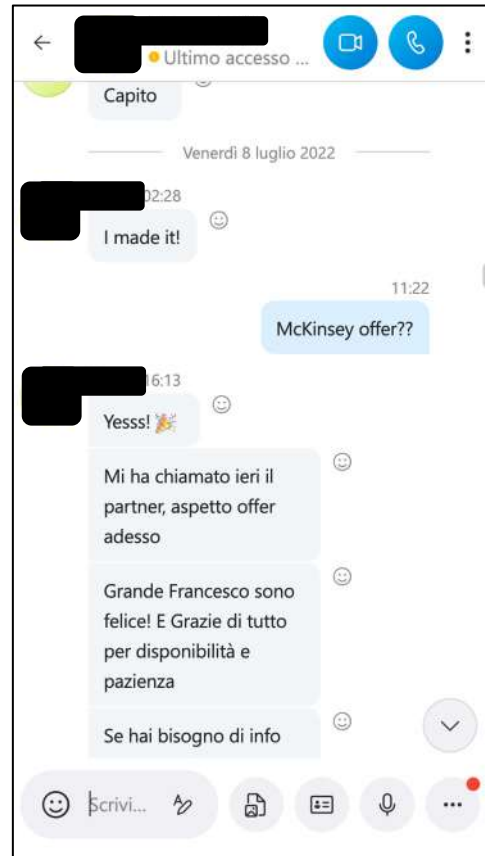 Ultimo accesso ...
Capito
Venerdì 8 luglio 2022
02:28
I made it!
11:22
McKinsey offer??
16:13
Yesss! 🎉
Mi ha chiamato ieri il
partner, aspetto offer
adesso
Grande Francesco sono
felice! E Grazie di tutto
per disponibilità e
pazienza
Se hai bisogno di info
Scrivi...